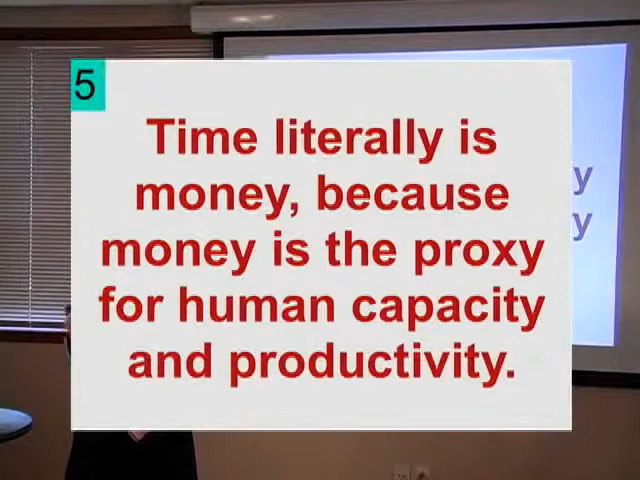 5
Time literally is
money, because
money is the proxy
for human capacity
and productivity.
y
y